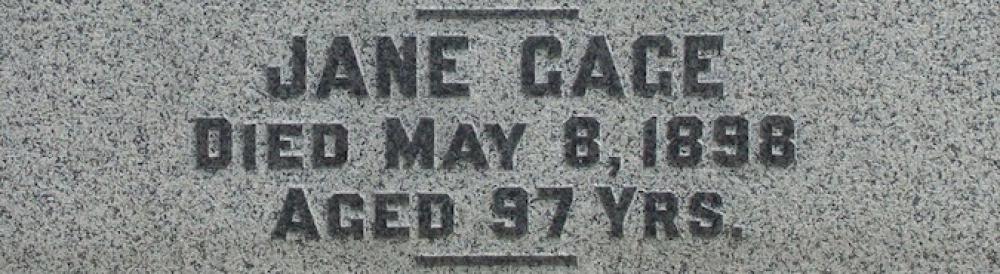 JANE GAGE
DIED MAY 8, 1898
AGED 97 YRS.